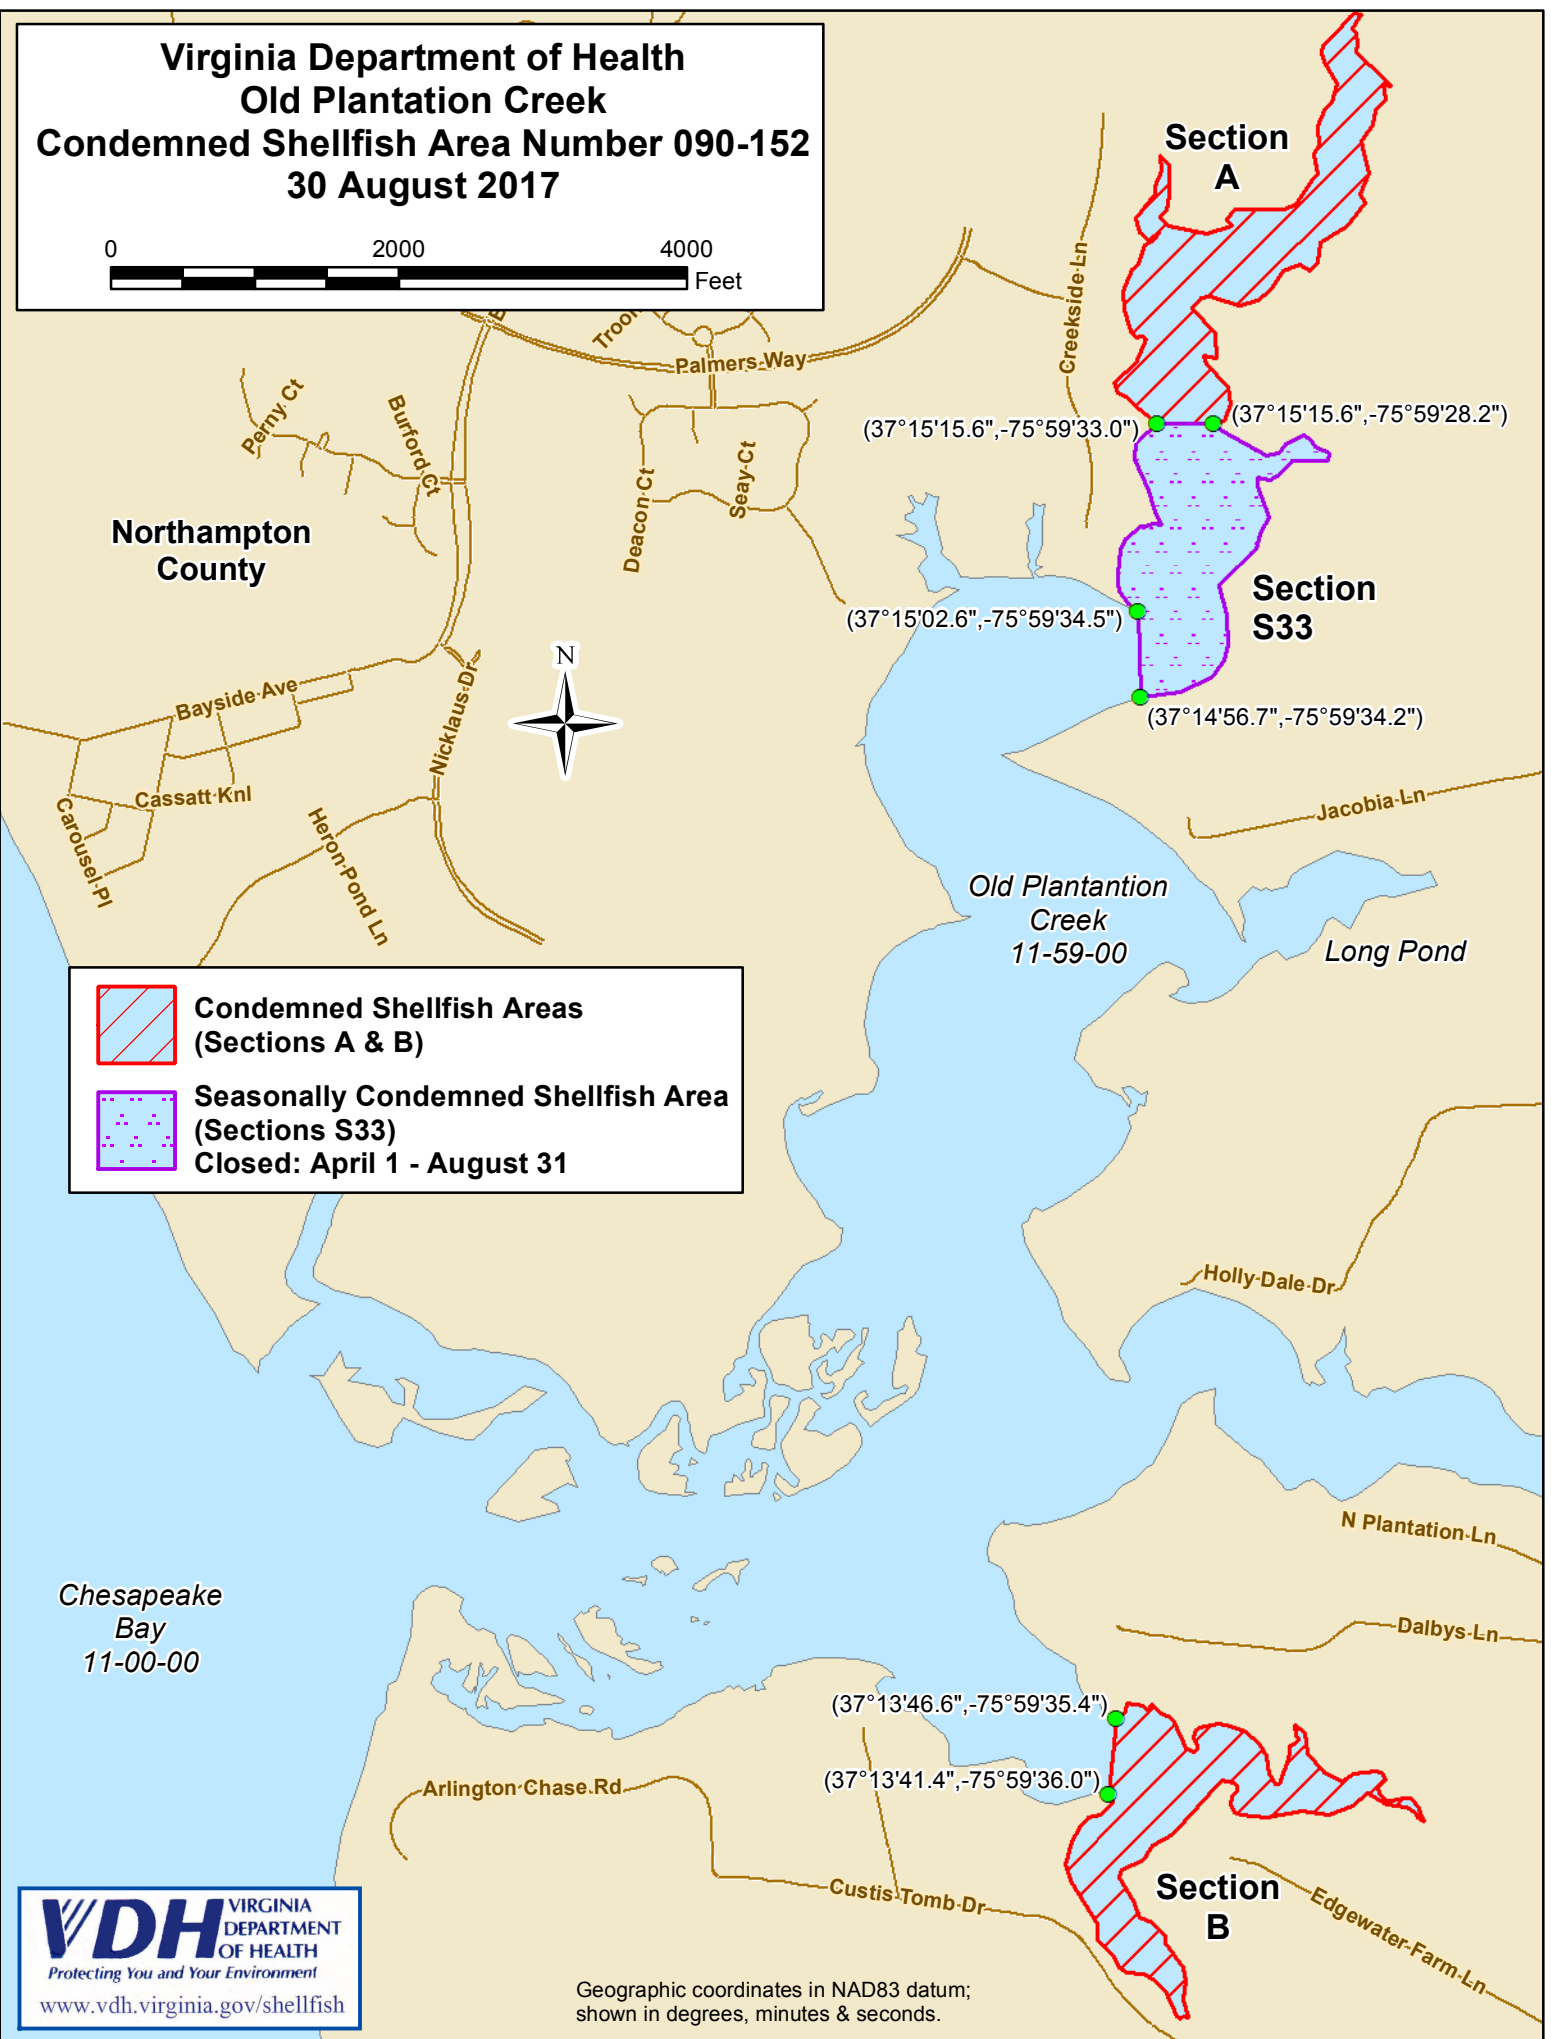 Virginia Department of Health
Old Plantation Creek
Condemned Shellfish Area Number 090-152
30 August 2017
0 2000 4000
Feet
Section
A
Creekside Ln
Palmers Way
Perny Ct
Burford Ct
Deacon Ct
Seay Ct
(37°15'15.6",-75°59'33.0")
(37°15'15.6",-75°59'28.2")
Northampton
County
Section
S33
(37°15'02.6",-75°59'34.5")
(37°14'56.7",-75°59'34.2")
N
Bayside Ave
Nicklaus Dr
Cassatt Knl
Carousel Pl
Heron Pond Ln
Jacobia Ln
Old Plantantion
Creek
11-59-00
Long Pond
Condemned Shellfish Areas
(Sections A & B)
Seasonally Condemned Shellfish Area
(Sections S33)
Closed: April 1 - August 31
Holly Dale Dr
N Plantation Ln
Chesapeake
Bay
11-00-00
Dalbys Ln
(37°13'46.6",-75°59'35.4")
(37°13'41.4",-75°59'36.0")
Arlington Chase Rd
Custis Tomb Dr
Section
B
Edgewater Farm Ln
VDH
VIRGINIA
DEPARTMENT
OF HEALTH
Protecting You and Your Environment
www.vdh.virginia.gov/shellfish
Geographic coordinates in NAD83 datum;
shown in degrees, minutes & seconds.